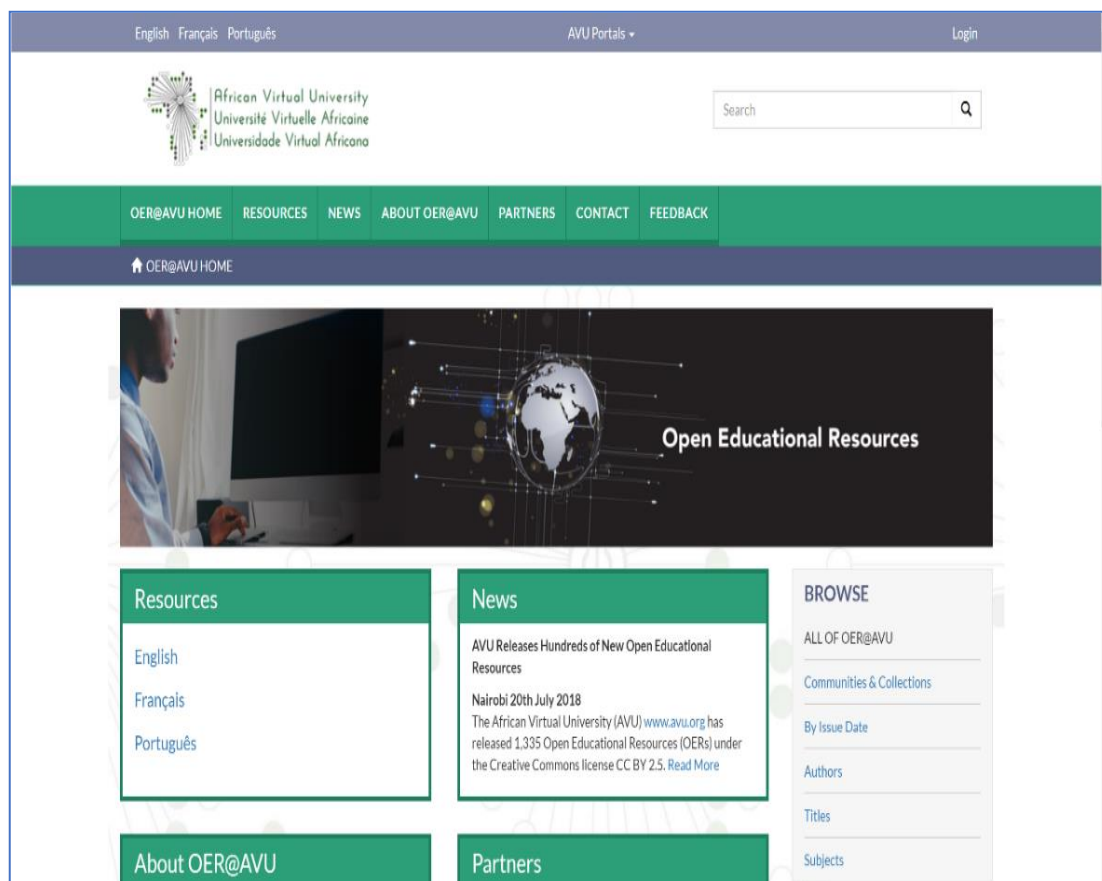 English Français Português AVU Portals Login
African Virtual University
Université Virtuelle Africaine
Universidade Virtual Africana
Search
OER@AVU HOME RESOURCES NEWS ABOUT OER@AVU PARTNERS CONTACT FEEDBACK
OER@AVU HOME
Open Educational Resources
Resources
English
Français
Português
News
AVU Releases Hundreds of New Open Educational
Resources
Nairobi 20th July 2018
The African Virtual University (AVU) www.avu.org has
released 1,335 Open Educational Resources (OERs) under
the Creative Commons license CC BY 2.5. Read More
BROWSE
ALL OF OER@AVU
Communities & Collections
By Issue Date
Authors
Titles
Subjects
About OER@AVU
Partners